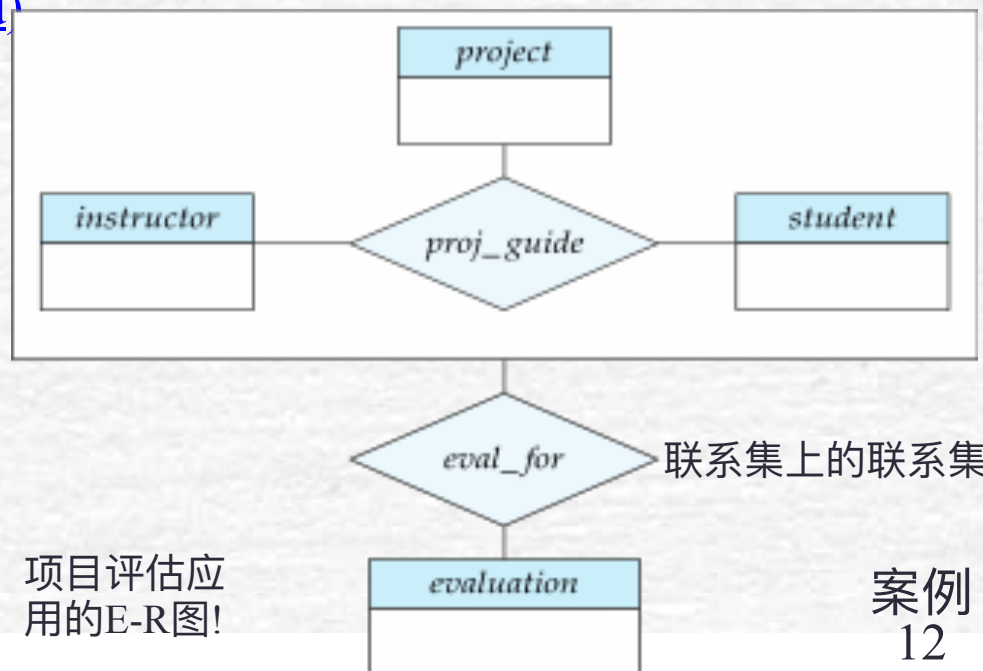 project
instructor
student
proj_guide
eval_for
联系集上的联系集
项目评估应
用的E-R图!
evaluation
案例
12